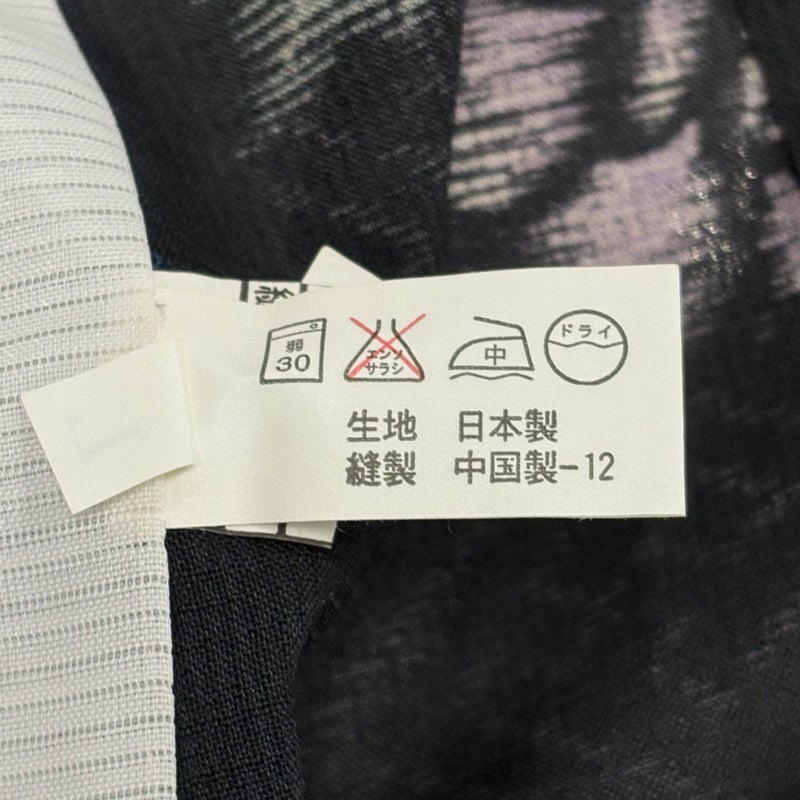 弱
30
エンソ
サラシ
中
ドライ
生地 日本製
縫製 中国製-12